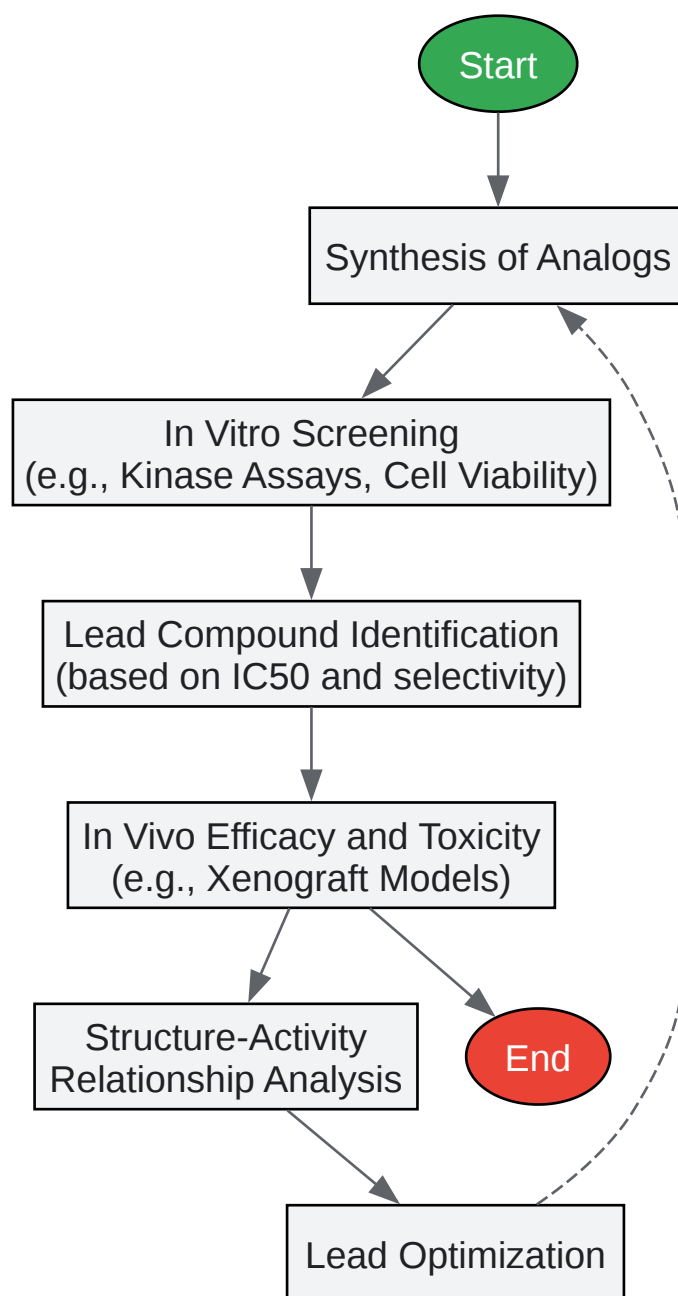 Start
Synthesis of Analogs
In Vitro Screening
(e.g., Kinase Assays, Cell Viability)
Lead Compound Identification
(based on IC50 and selectivity)
In Vivo Efficacy and Toxicity
(e.g., Xenograft Models)
Structure-Activity
Relationship Analysis
End
Lead Optimization